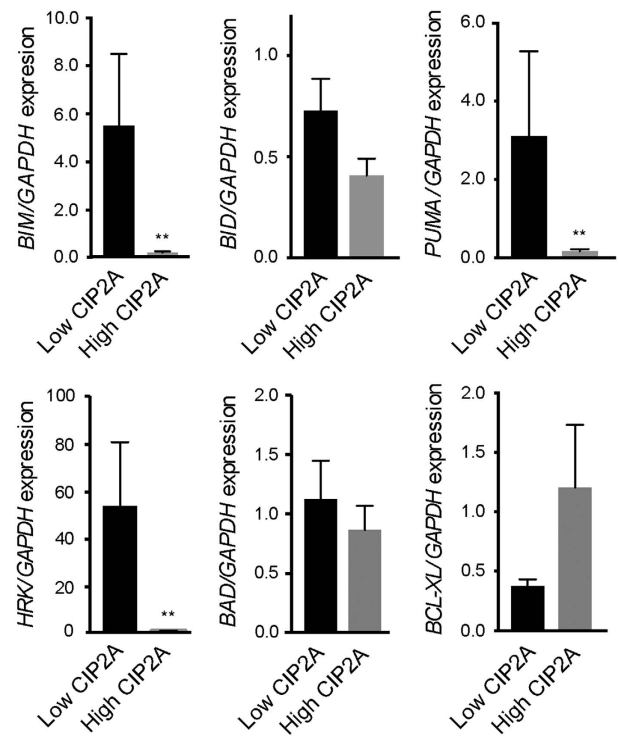 BIM/GAPDH expression
10.0
8.0
6.0
4.0
2.0
0.0
**
Low CIP2A
High CIP2A
BID/GAPDH expression
1.0
0.5
0.0
Low CIP2A
High CIP2A
PUMA/GAPDH expression
6.0
4.0
2.0
0.0
**
Low CIP2A
High CIP2A
HRK/GAPDH expression
100
80
60
40
20
0
**
Low CIP2A
High CIP2A
BAD/GAPDH expression
2.0
1.5
1.0
0.5
0.0
Low CIP2A
High CIP2A
BCL-XL/GAPDH expression
2.0
1.5
1.0
0.5
0.0
Low CIP2A
High CIP2A